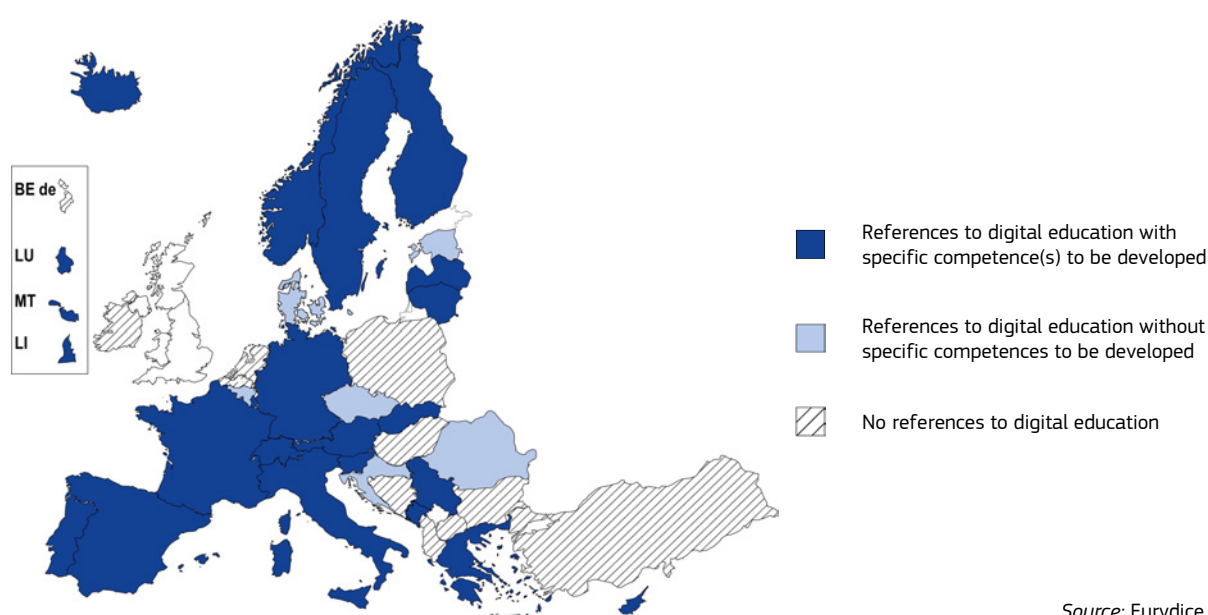 BE de
LU
MT
LI
References to digital education with
specific competence(s) to be developed
References to digital education without
specific competences to be developed
No references to digital education
Source: Eurydice